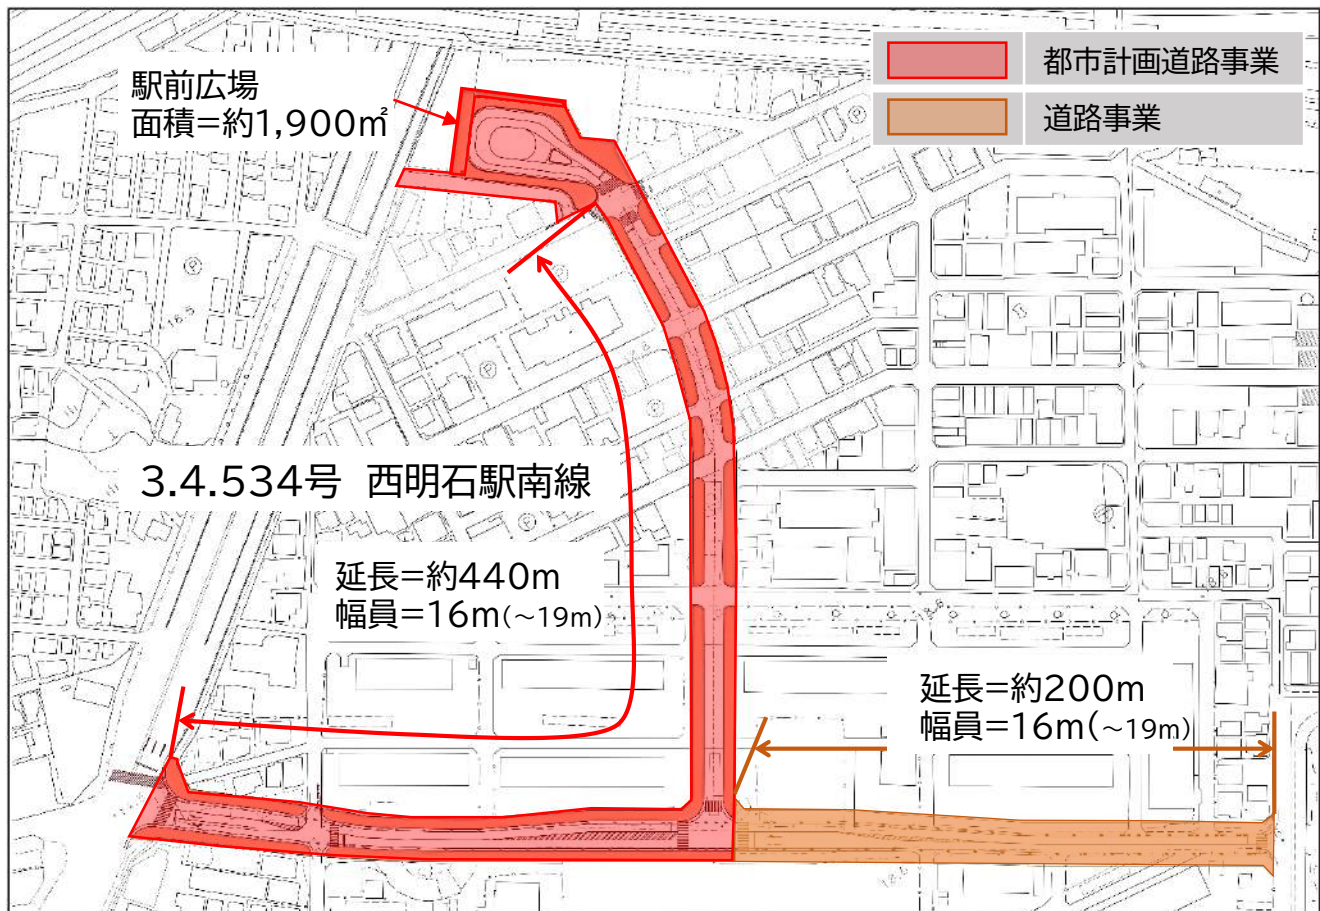 駅前広場
面積=約1,900㎡
都市計画道路事業
道路事業
3.4.534号 西明石駅南線
延長=約440m
幅員=16m(～19m)
延長=約200m
幅員=16m(～19m)